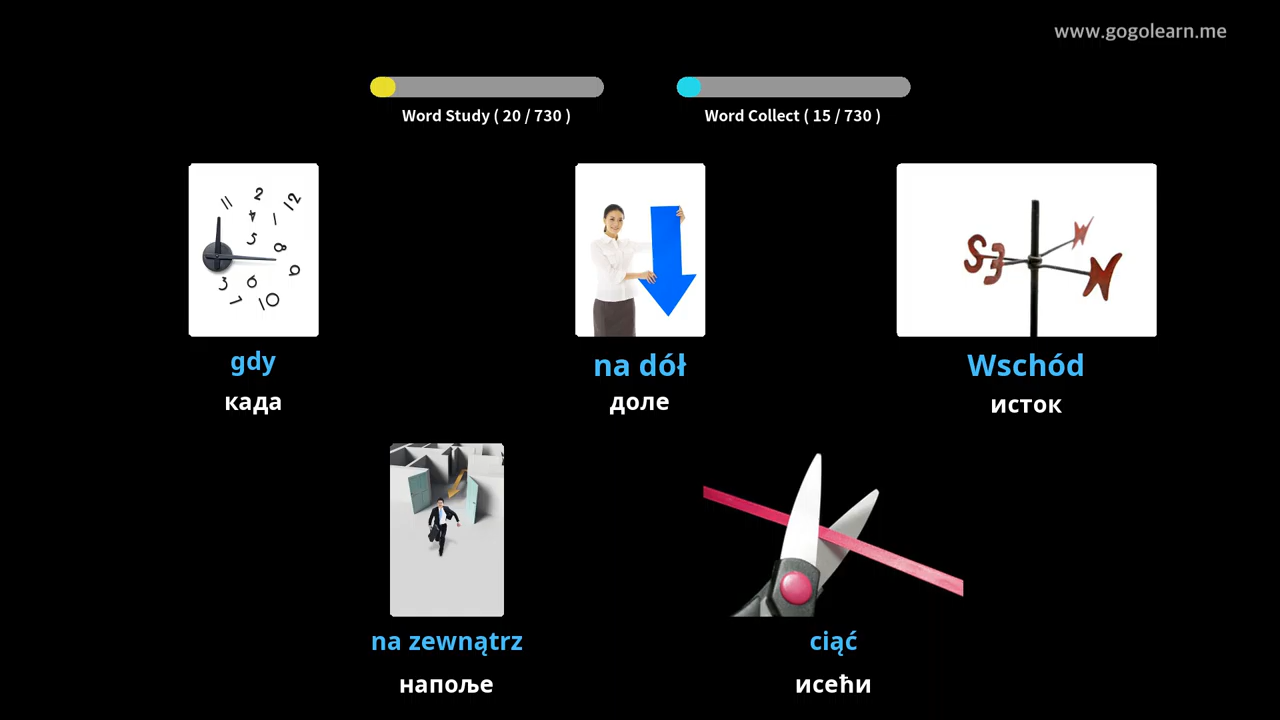 www.gogolearn.me
Word Study ( 20 / 730 )
Word Collect ( 15 / 730 )
gdy
када
na dół
доле
Wschód
исток
na zewnątrz
напоље
ciąć
исећи